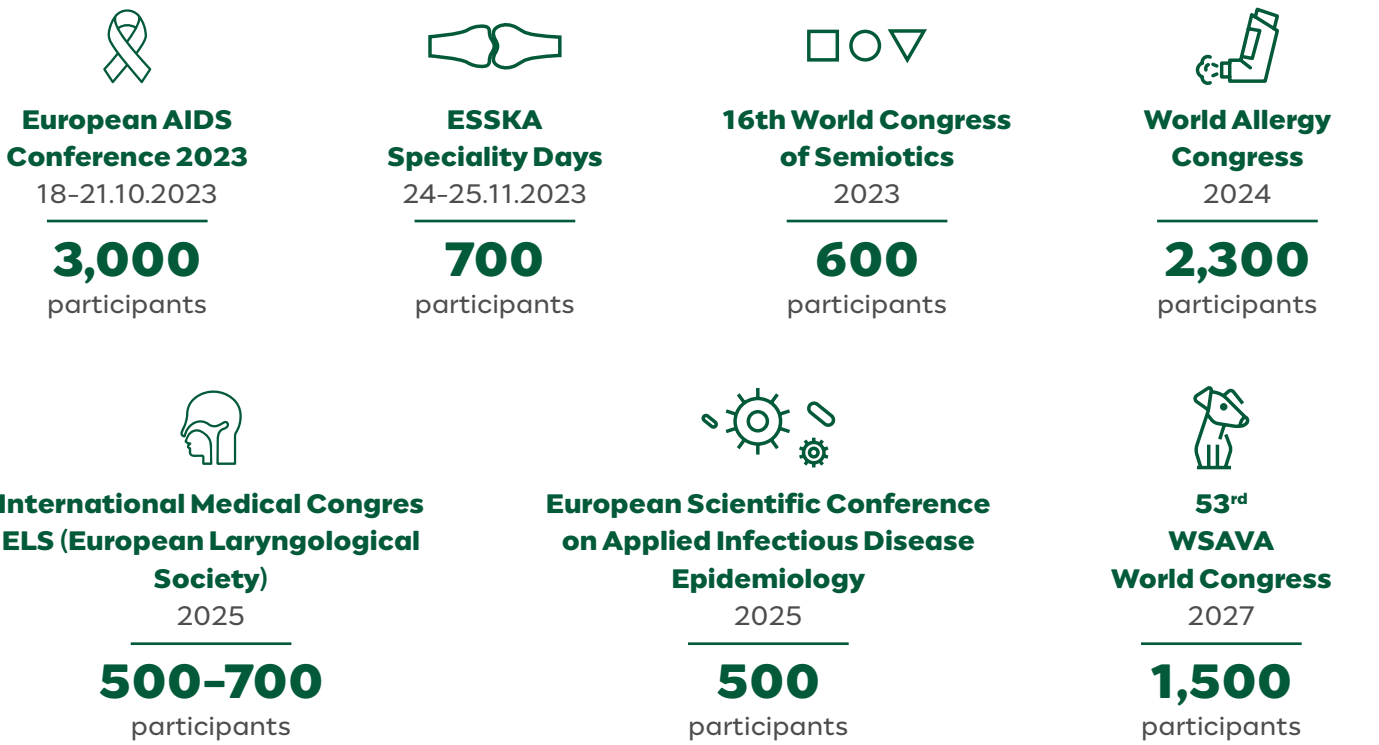 European AIDS
Conference 2023
18-21.10.2023
3,000
participants
ESSKA
Speciality Days
24-25.11.2023
700
participants
16th World Congress
of Semiotics
2023
600
participants
World Allergy
Congress
2024
2,300
participants
International Medical Congres
ELS (European Laryngological
Society)
2025
500-700
participants
European Scientific Conference
on Applied Infectious Disease
Epidemiology
2025
500
participants
53rd
WSAVA
World Congress
2027
1,500
participants